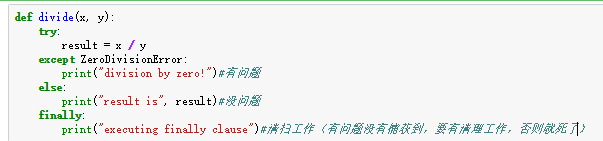 def divide(x, y):
    try:
        result = x / y
    except ZeroDivisionError:
        print("division by zero!")#有问题
    else:
        print("result is", result)#没问题
    finally:
        print("executing finally clause")#清扫工作（有问题没有捕获到，要有清理工作，否则就死了）